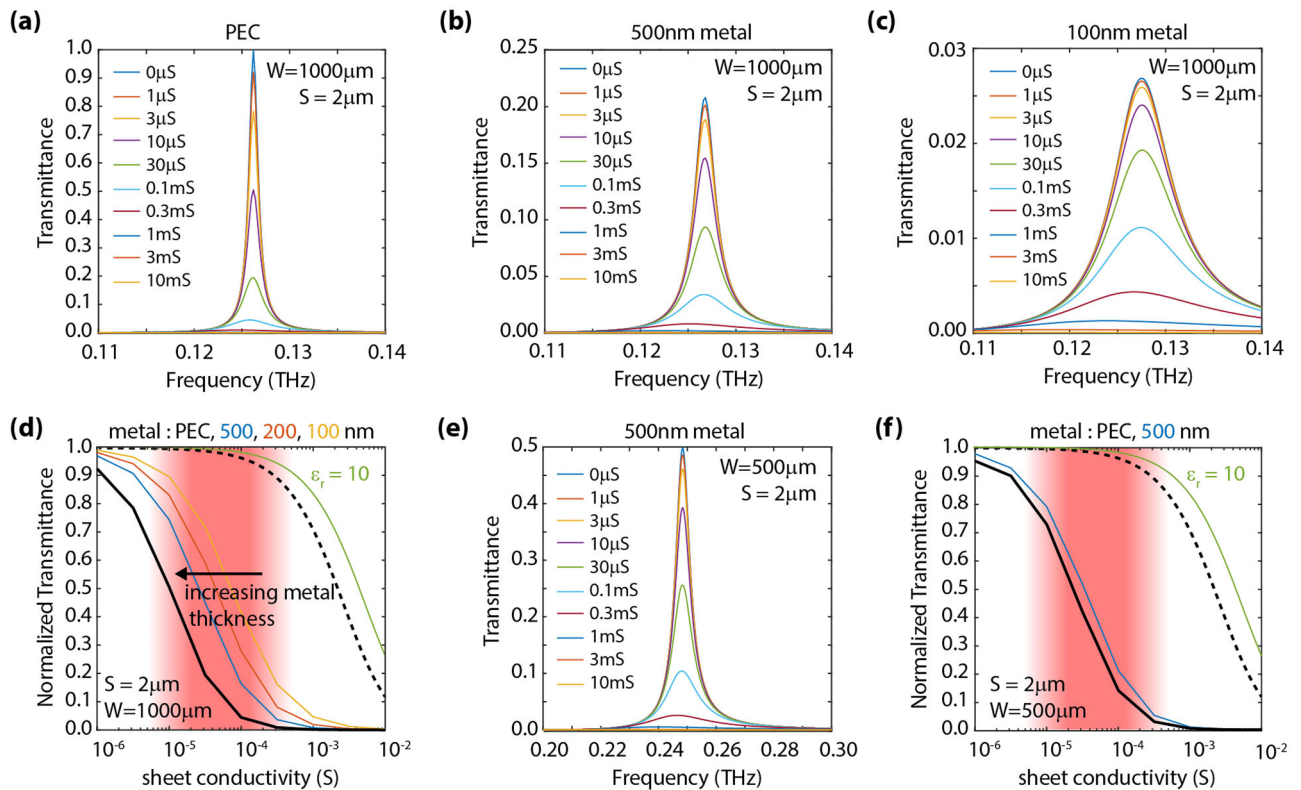 (a)
PEC
W=1000μm
S = 2μm
0μS
1μS
3μS
10μS
30μS
0.1mS
0.3mS
1mS
3mS
10mS
Transmittance
1.0
0.9
0.8
0.7
0.6
0.5
0.4
0.3
0.2
0.1
0.0
0.11
0.12
0.13
0.14
Frequency (THz)
(b)
500nm metal
W=1000μm
S = 2μm
0μS
1μS
3μS
10μS
30μS
0.1mS
0.3mS
1mS
3mS
10mS
Transmittance
0.25
0.20
0.15
0.10
0.05
0.00
0.11
0.12
0.13
0.14
Frequency (THz)
(c)
100nm metal
W=1000μm
S = 2μm
0μS
1μS
3μS
10μS
30μS
0.1mS
0.3mS
1mS
3mS
10mS
Transmittance
0.03
0.02
0.01
0.00
0.11
0.12
0.13
0.14
Frequency (THz)
(d)
metal : PEC, 500, 200, 100 nm
εr = 10
increasing metal
thickness
S = 2μm
W=1000μm
Normalized Transmittance
1.0
0.9
0.8
0.7
0.6
0.5
0.4
0.3
0.2
0.1
0.0
10-6
10-5
10-4
10-3
10-2
sheet conductivity (S)
(e)
500nm metal
W=500μm
S = 2μm
0μS
1μS
3μS
10μS
30μS
0.1mS
0.3mS
1mS
3mS
10mS
Transmittance
0.5
0.4
0.3
0.2
0.1
0.0
0.20
0.22
0.24
0.26
0.28
0.30
Frequency (THz)
(f)
metal : PEC, 500 nm
εr = 10
S = 2μm
W=500μm
Normalized Transmittance
1.0
0.9
0.8
0.7
0.6
0.5
0.4
0.3
0.2
0.1
0.0
10-6
10-5
10-4
10-3
10-2
sheet conductivity (S)